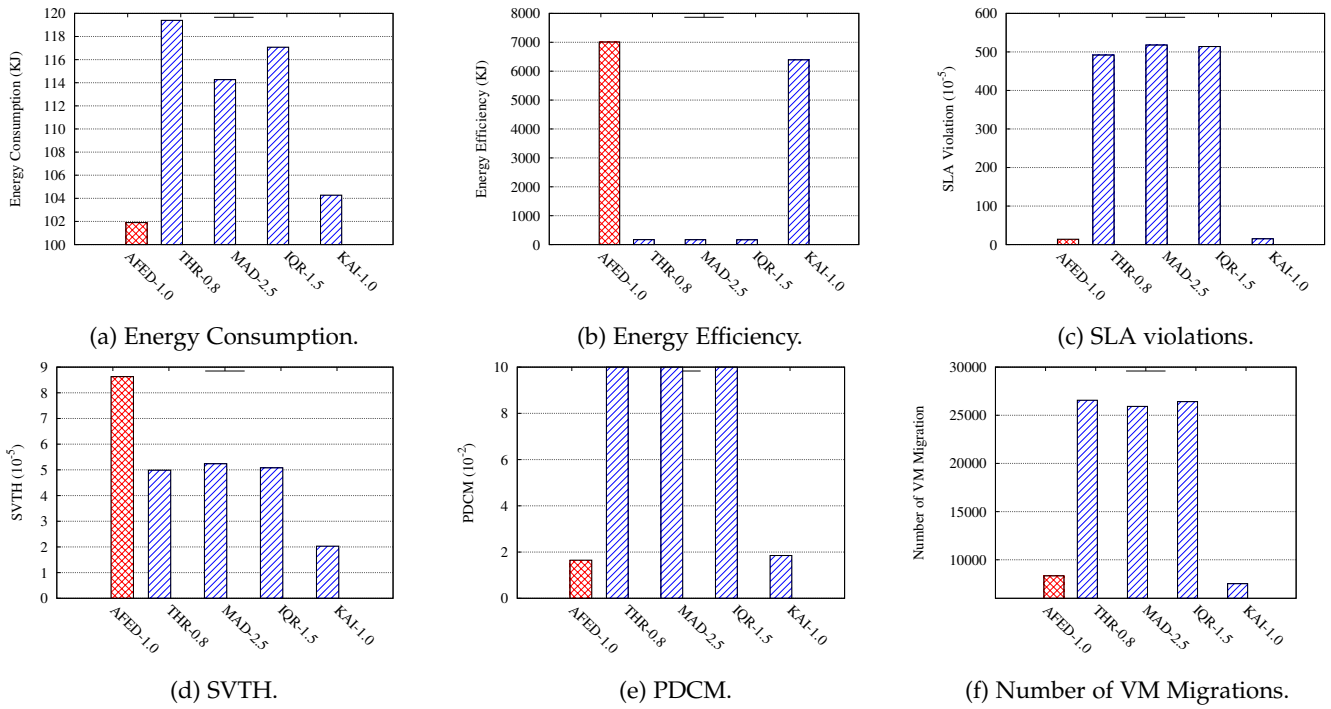 Energy Consumption (KJ)
120
118
116
114
112
110
108
106
104
102
100
AFED-1.0
THR-0.8
MAD-2.5
IQR-1.5
KAI-1.0
(a) Energy Consumption.
Energy Efficiency (KJ)
8000
7000
6000
5000
4000
3000
2000
1000
0
AFED-1.0
THR-0.8
MAD-2.5
IQR-1.5
KAI-1.0
(b) Energy Efficiency.
SLA Violation (10⁻⁵)
600
500
400
300
200
100
0
AFED-1.0
THR-0.8
MAD-2.5
IQR-1.5
KAI-1.0
(c) SLA violations.
SVTH (10⁻⁵)
9
8
7
6
5
4
3
2
1
0
AFED-1.0
THR-0.8
MAD-2.5
IQR-1.5
KAI-1.0
(d) SVTH.
PDCM (10⁻²)
10
8
6
4
2
0
AFED-1.0
THR-0.8
MAD-2.5
IQR-1.5
KAI-1.0
(e) PDCM.
Number of VM Migration
30000
25000
20000
15000
10000
AFED-1.0
THR-0.8
MAD-2.5
IQR-1.5
KAI-1.0
(f) Number of VM Migrations.